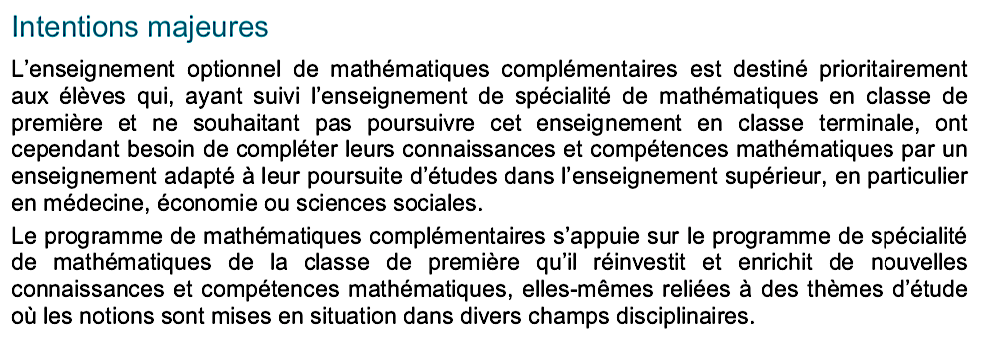 Intentions majeures
L’enseignement optionnel de mathématiques complémentaires est destiné prioritairement
aux élèves qui, ayant suivi l’enseignement de spécialité de mathématiques en classe de
première et ne souhaitant pas poursuivre cet enseignement en classe terminale, ont
cependant besoin de compléter leurs connaissances et compétences mathématiques par un
enseignement adapté à leur poursuite d’études dans l’enseignement supérieur, en particulier
en médecine, économie ou sciences sociales.
Le programme de mathématiques complémentaires s’appuie sur le programme de spécialité
de mathématiques de la classe de première qu’il réinvestit et enrichit de nouvelles
connaissances et compétences mathématiques, elles-mêmes reliées à des thèmes d’étude
où les notions sont mises en situation dans divers champs disciplinaires.